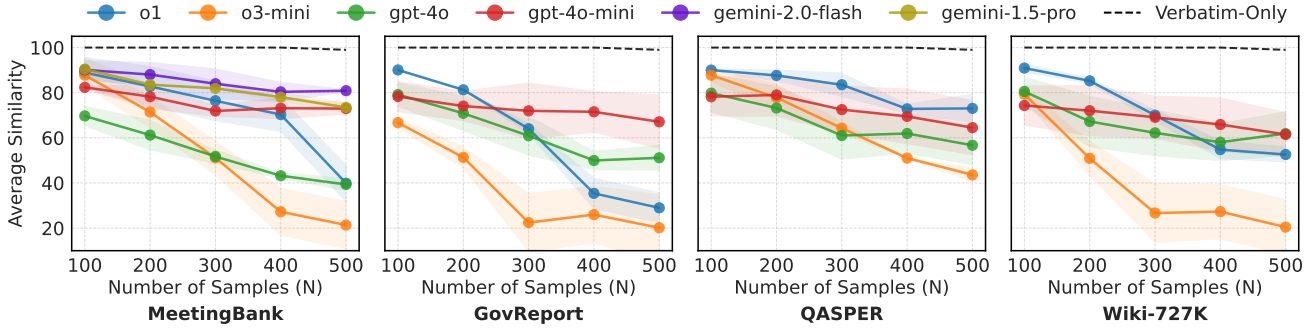 o1 o3-mini gpt-4o gpt-4o-mini gemini-2.0-flash gemini-1.5-pro Verbatim-Only
Average Similarity
100
80
60
40
20
100 200 300 400 500
Number of Samples (N)
MeetingBank
100 200 300 400 500
Number of Samples (N)
GovReport
100 200 300 400 500
Number of Samples (N)
QASPER
100 200 300 400 500
Number of Samples (N)
Wiki-727K